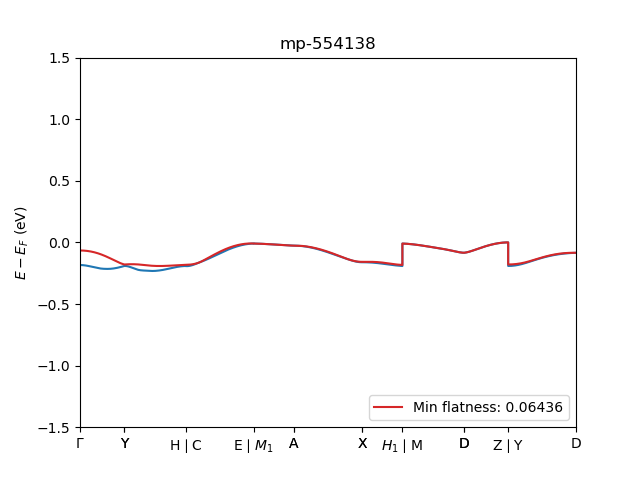 mp-554138
E − E_F (eV)
1.5
1.0
0.5
0.0
−0.5
−1.0
−1.5
Min flatness: 0.06436
Γ Y H | C E | M₁ A X H₁ | M D Z | Y D